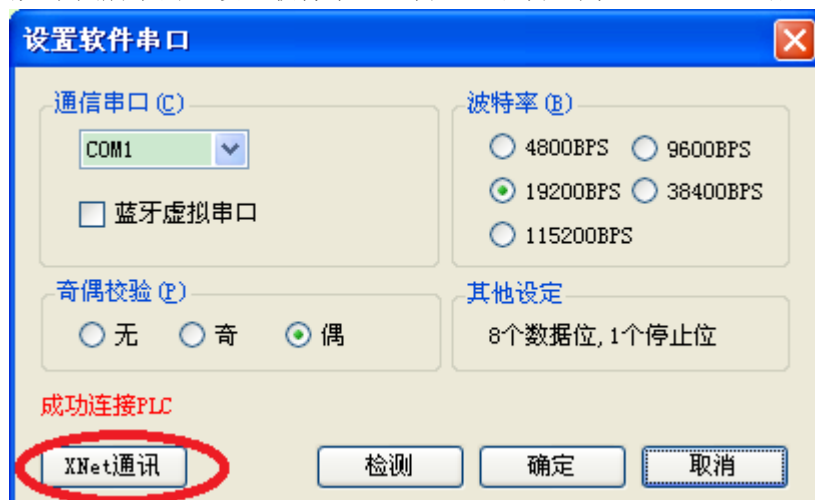 设置软件串口
通信串口(C)
COM1
蓝牙虚拟串口
波特率(B)
4800BPS 9600BPS
19200BPS 38400BPS
115200BPS
奇偶校验(P)
无 奇 偶
其他设定
8个数据位,1个停止位
成功连接PLC
XNet通讯 检测 确定 取消